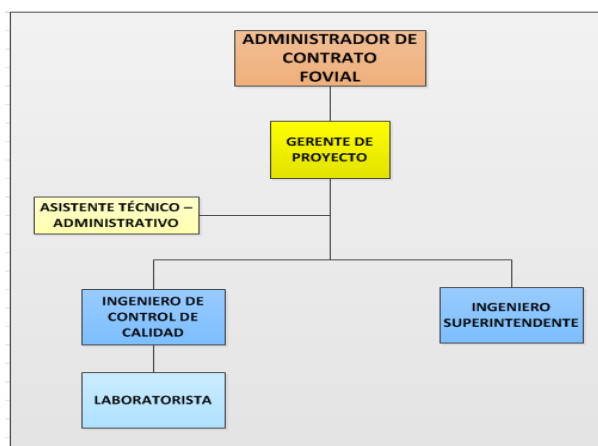 ADMINISTRADOR DE
CONTRATO
FOVIAL
GERENTE DE
PROYECTO
ASISTENTE TÉCNICO –
ADMINISTRATIVO
INGENIERO DE
CONTROL DE
CALIDAD
INGENIERO
SUPERINTENDENTE
LABORATORISTA